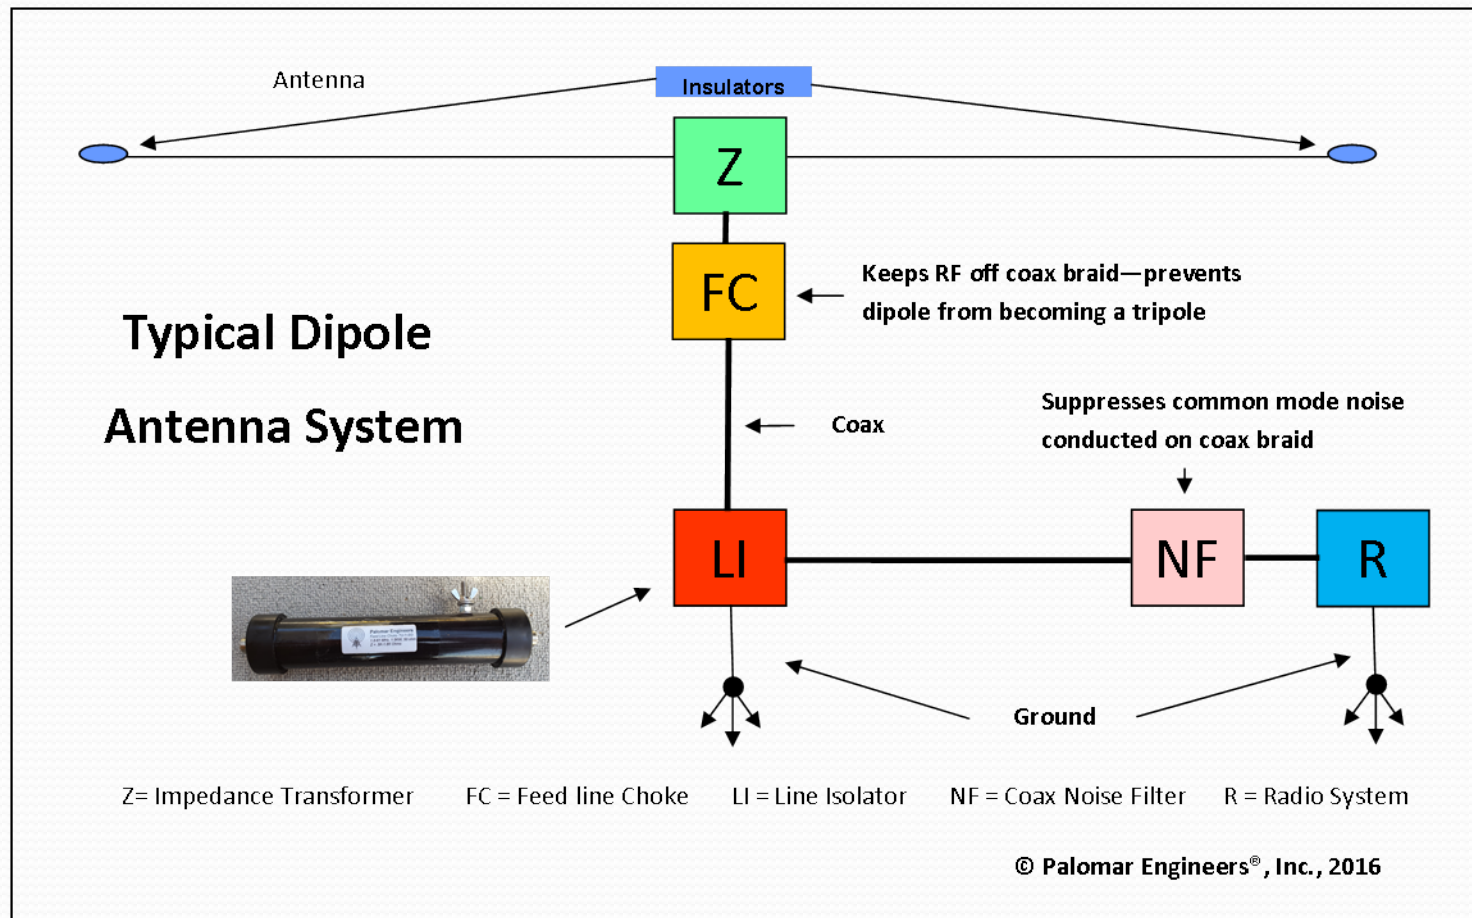 Antenna
Insulators
Z
FC
Keeps RF off coax braid—prevents
dipole from becoming a tripole
Typical Dipole
Antenna System
Coax
Suppresses common mode noise
conducted on coax braid
LI
NF
R
Palomar Engineers
Ground
Z= Impedance Transformer
FC = Feed line Choke
LI = Line Isolator
NF = Coax Noise Filter
R = Radio System
© Palomar Engineers®, Inc., 2016